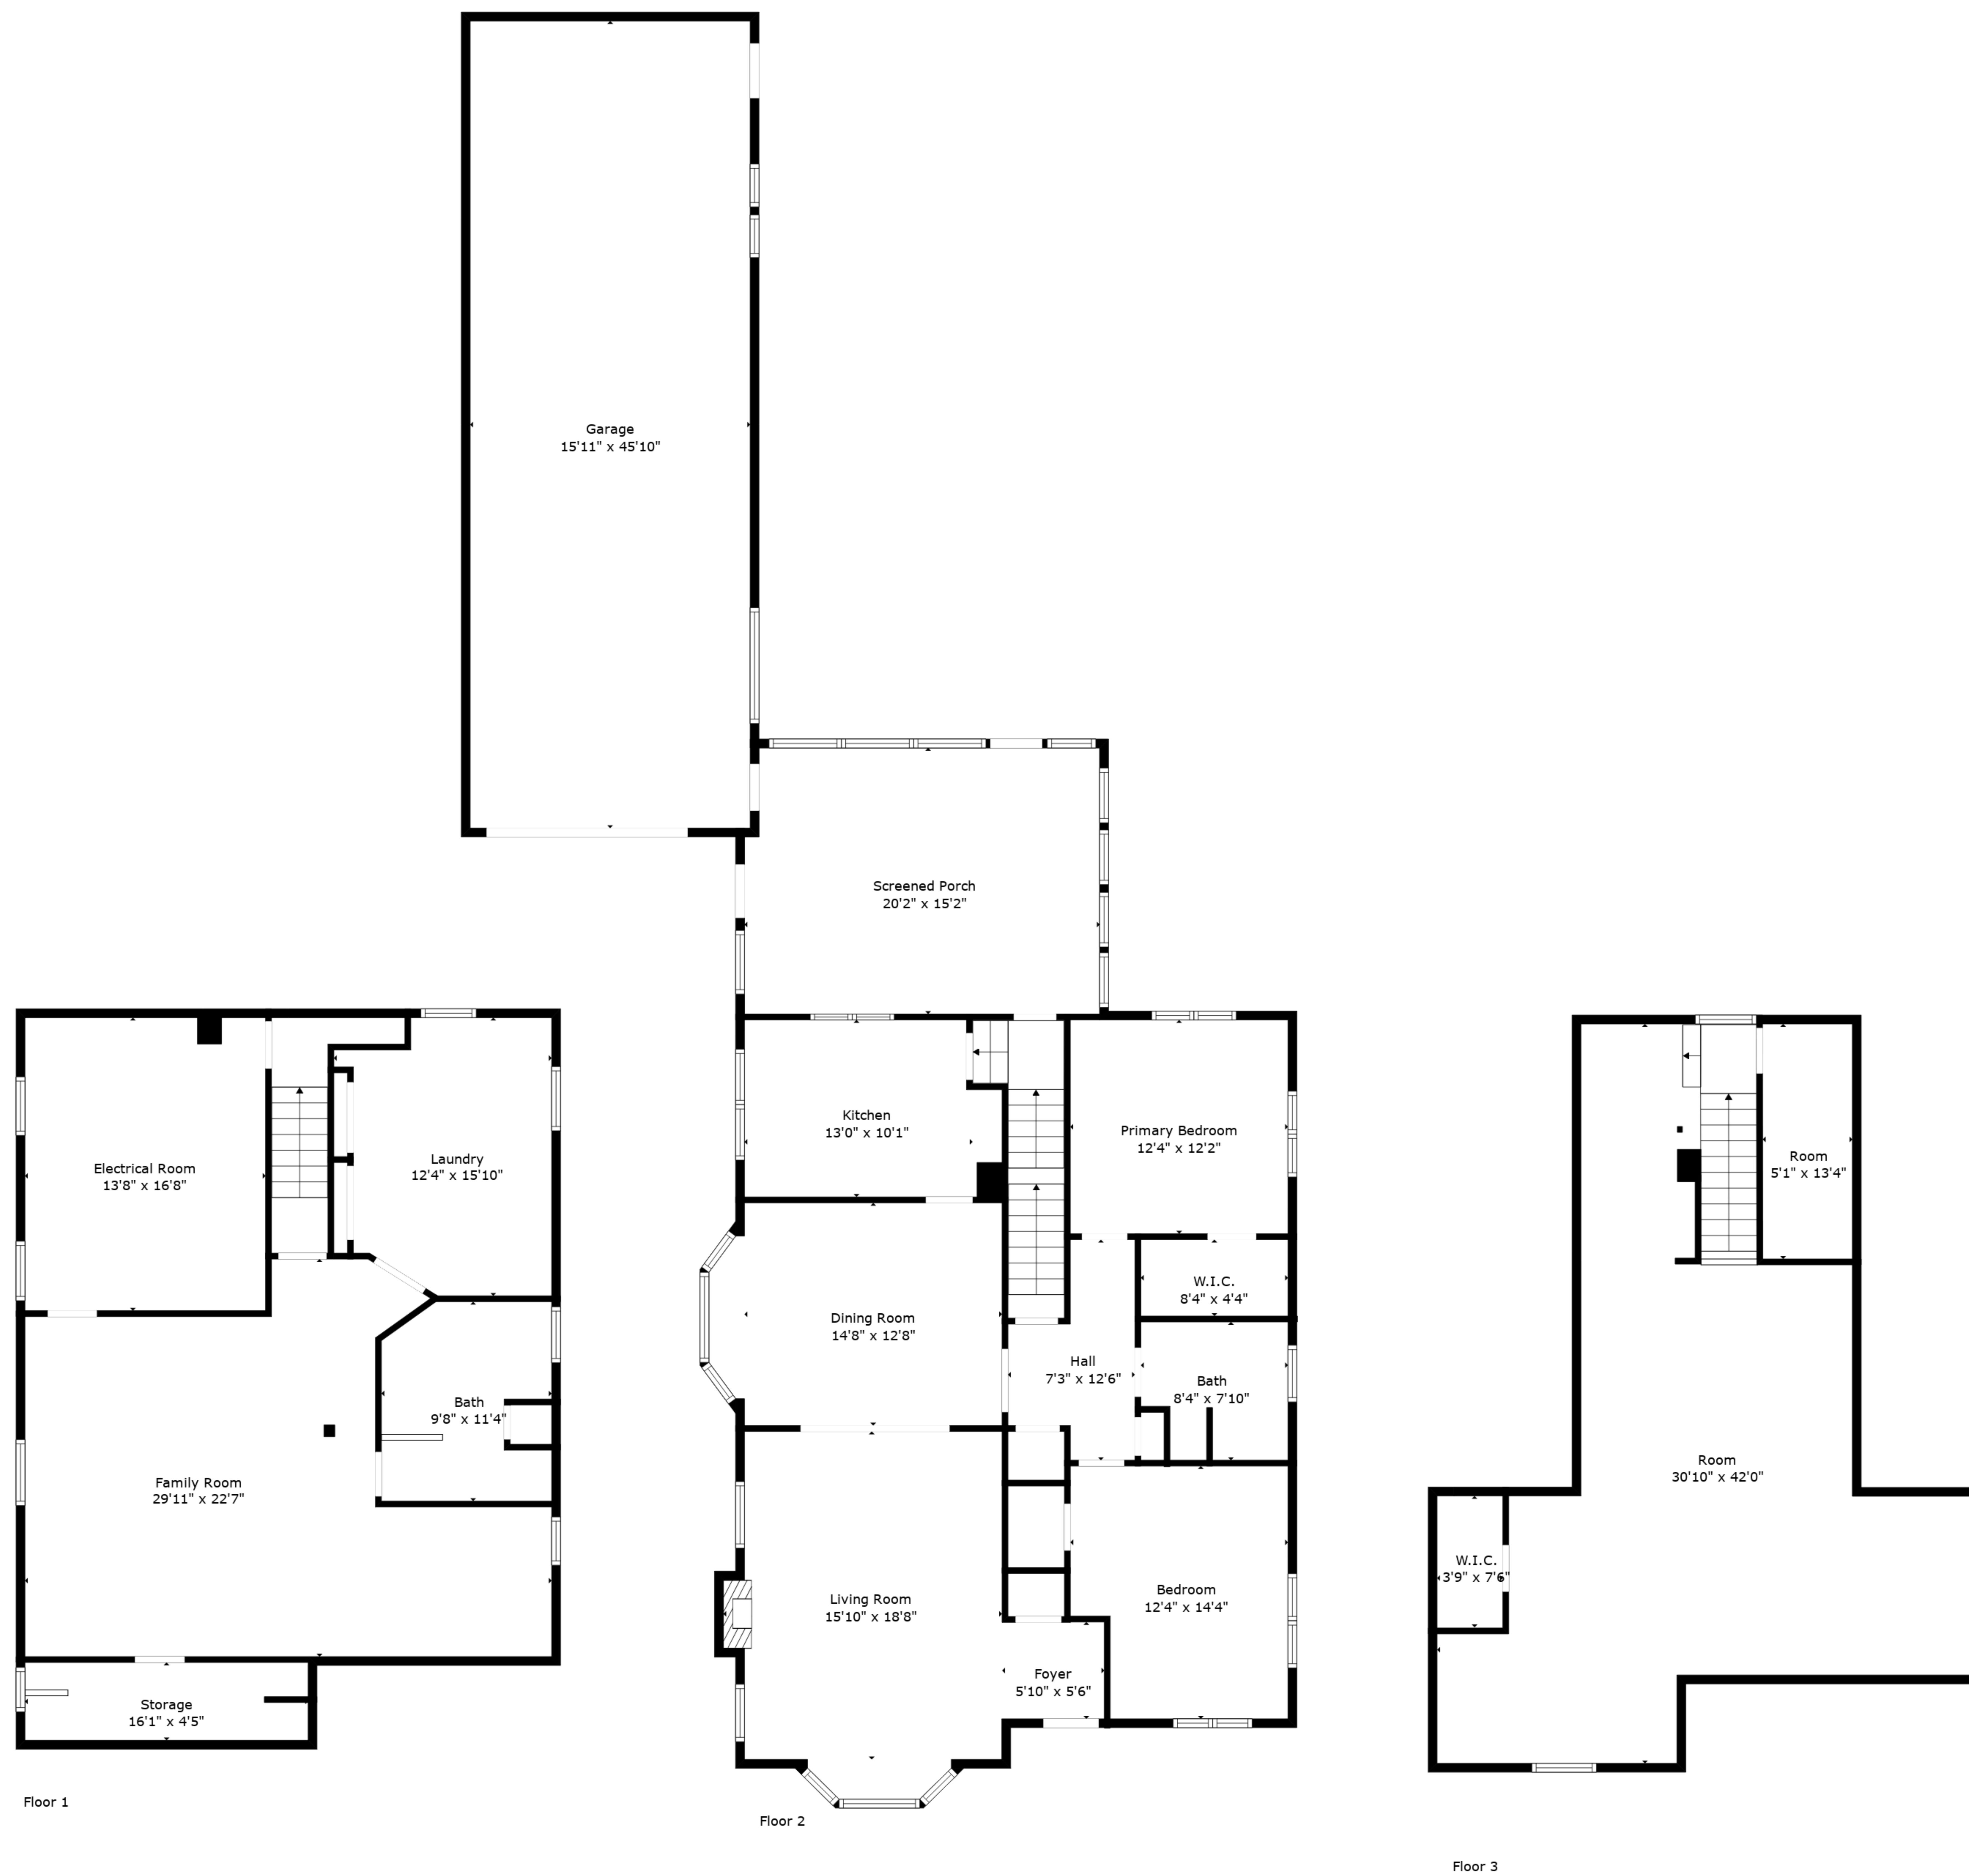 Garage
15'11" x 45'10"
Screened Porch
20'2" x 15'2"
Electrical Room
13'8" x 16'8"
Laundry
12'4" x 15'10"
Bath
9'8" x 11'4"
Family Room
29'11" x 22'7"
Storage
16'1" x 4'5"
Floor 1
Kitchen
13'0" x 10'1"
Primary Bedroom
12'4" x 12'2"
W.I.C.
8'4" x 4'4"
Dining Room
14'8" x 12'8"
Hall
7'3" x 12'6"
Bath
8'4" x 7'10"
Living Room
15'10" x 18'8"
Bedroom
12'4" x 14'4"
Foyer
5'10" x 5'6"
Floor 2
Room
5'1" x 13'4"
Room
30'10" x 42'0"
W.I.C.
3'9" x 7'6"
Floor 3